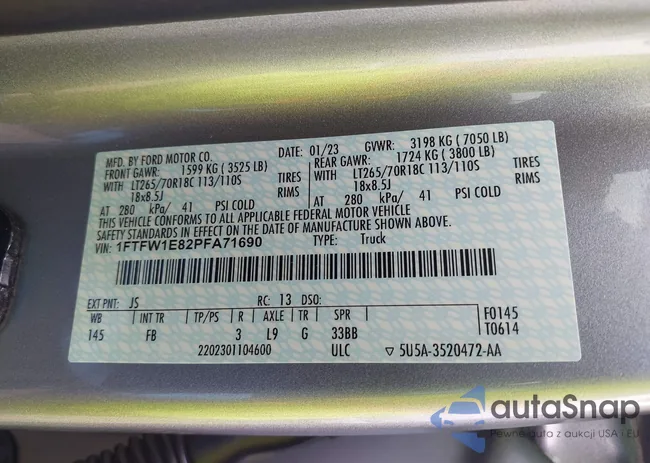 MFD. BY FORD MOTOR CO. DATE: 01/23 GVWR: 3198 KG ( 7050 LB)
FRONT GAWR: 1599 KG ( 3525 LB) REAR GAWR: 1724 KG ( 3800 LB)
WITH LT265/70R18C 113/110S TIRES WITH LT265/70R18C 113/110S TIRES
18x8.5J RIMS 18x8.5J RIMS
AT 280 kPa/ 41 PSI COLD AT 280 kPa/ 41 PSI COLD
THIS VEHICLE CONFORMS TO ALL APPLICABLE FEDERAL MOTOR VEHICLE
SAFETY STANDARDS IN EFFECT ON THE DATE OF MANUFACTURE SHOWN ABOVE.
VIN: 1FTFW1E82PFA71690 TYPE: Truck
EXT PNT: JS RC: 13 DSO:
WB INT TR TP/PS R AXLE TR SPR F0145
145 FB 3 L9 G 33BB T0614
2202301104600 ULC ▽ 5U5A-3520472-AA
autaSnap
Pewne auta z aukcji USA i EU